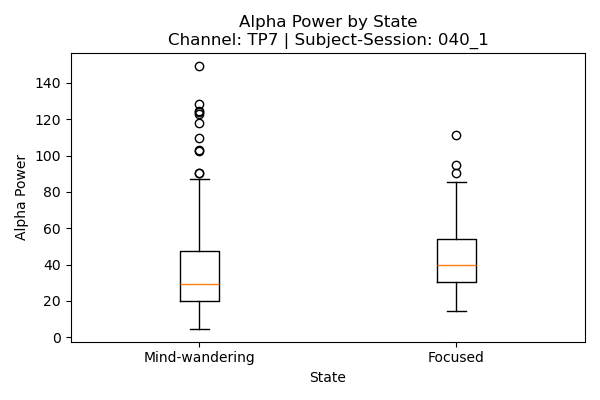 Alpha Power by State
Channel: TP7 | Subject-Session: 040_1
Alpha Power
140
120
100
80
60
40
20
0
Mind-wandering
Focused
State